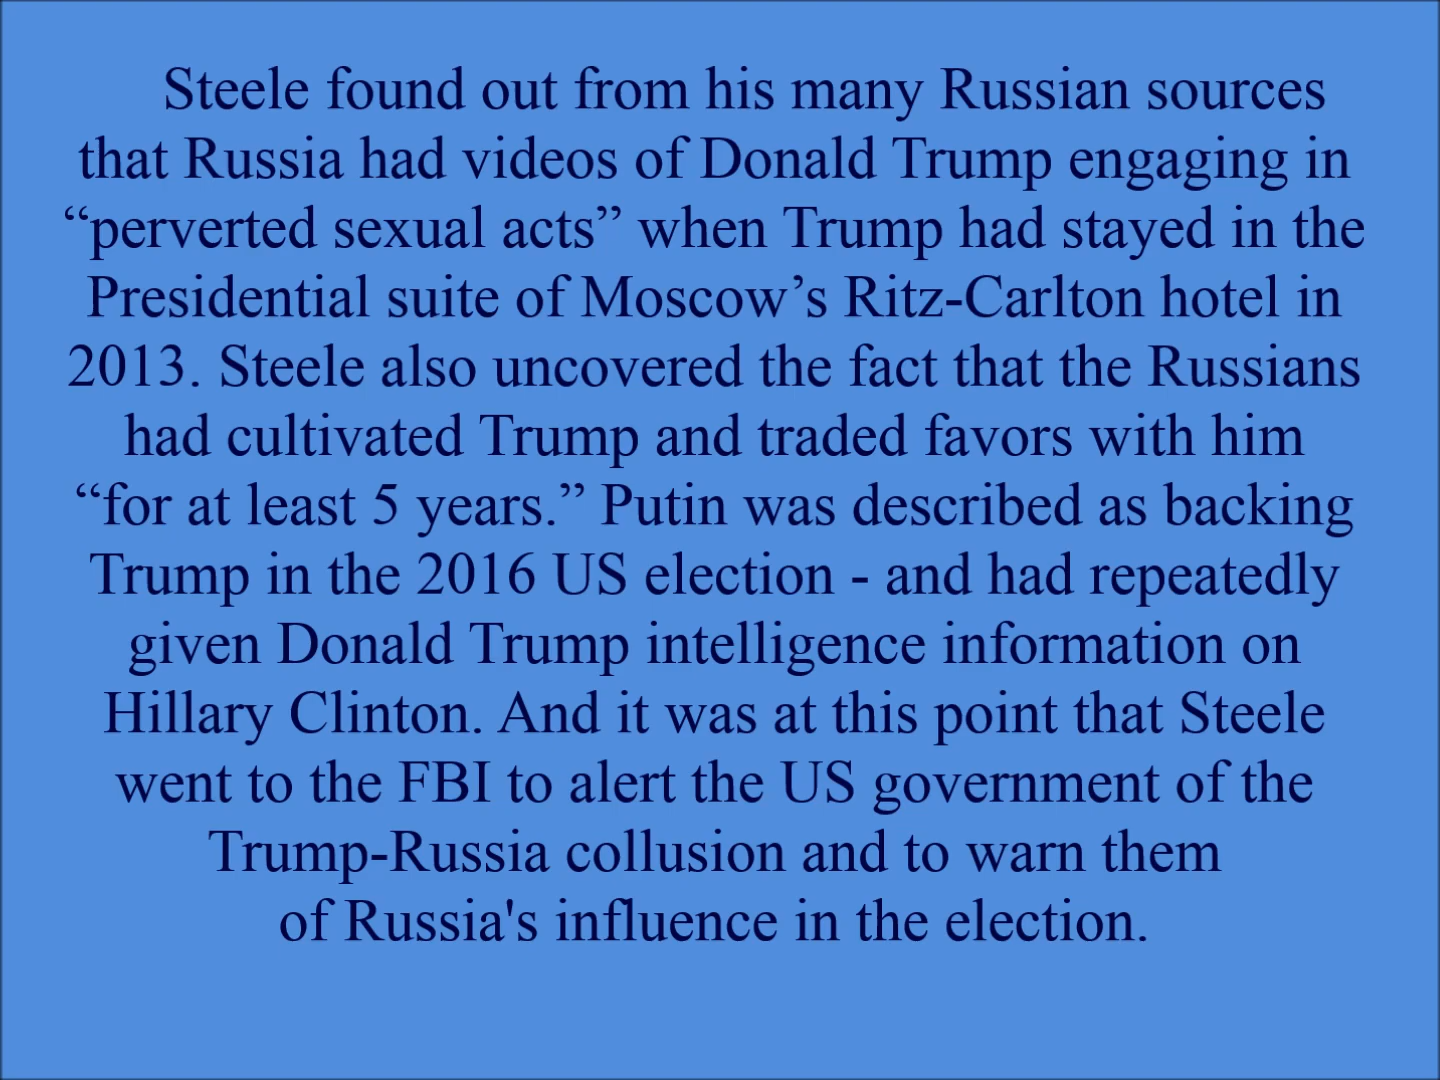 Steele found out from his many Russian sources
that Russia had videos of Donald Trump engaging in
“perverted sexual acts” when Trump had stayed in the
Presidential suite of Moscow’s Ritz-Carlton hotel in
2013. Steele also uncovered the fact that the Russians
had cultivated Trump and traded favors with him
“for at least 5 years.” Putin was described as backing
Trump in the 2016 US election - and had repeatedly
given Donald Trump intelligence information on
Hillary Clinton. And it was at this point that Steele
went to the FBI to alert the US government of the
Trump-Russia collusion and to warn them
of Russia's influence in the election.